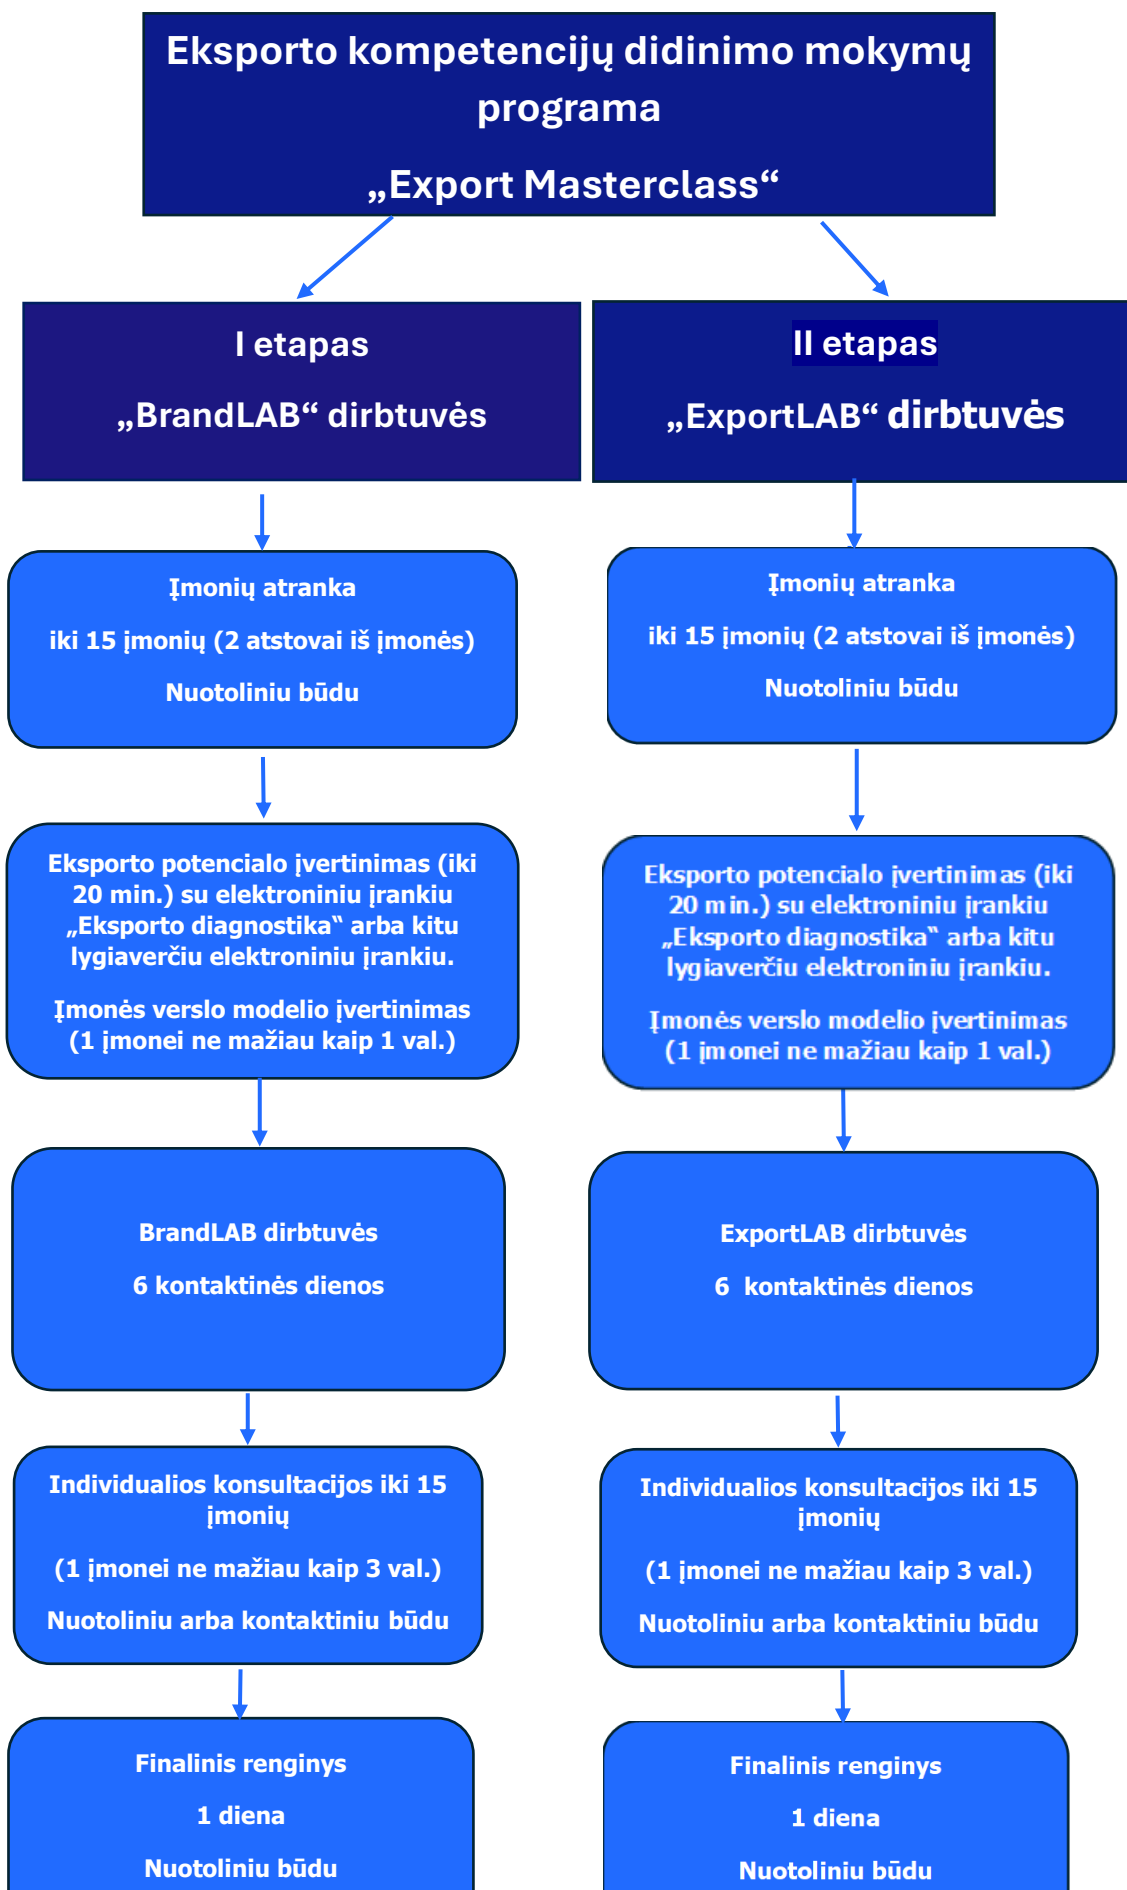 Eksporto kompetencijų didinimo mokymų
programa
„Export Masterclass“
I etapas
„BrandLAB“ dirbtuvės
Įmonių atranka
iki 15 įmonių (2 atstovai iš įmonės)
Nuotoliniu būdu
Eksporto potencialo įvertinimas (iki
20 min.) su elektroniniu įrankiu
„Eksporto diagnostika“ arba kitu
lygiaverčiu elektroniniu įrankiu.
Įmonės verslo modelio įvertinimas
(1 įmonei ne mažiau kaip 1 val.)
BrandLAB dirbtuvės
6 kontaktinės dienos
Individualios konsultacijos iki 15
įmonių
(1 įmonei ne mažiau kaip 3 val.)
Nuotoliniu arba kontaktiniu būdu
Finalinis renginys
1 diena
Nuotoliniu būdu
II etapas
„ExportLAB“ dirbtuvės
Įmonių atranka
iki 15 įmonių (2 atstovai iš įmonės)
Nuotoliniu būdu
Eksporto potencialo įvertinimas (iki
20 min.) su elektroniniu įrankiu
„Eksporto diagnostika“ arba kitu
lygiaverčiu elektroniniu įrankiu.
Įmonės verslo modelio įvertinimas
(1 įmonei ne mažiau kaip 1 val.)
ExportLAB dirbtuvės
6 kontaktinės dienos
Individualios konsultacijos iki 15
įmonių
(1 įmonei ne mažiau kaip 3 val.)
Nuotoliniu arba kontaktiniu būdu
Finalinis renginys
1 diena
Nuotoliniu būdu